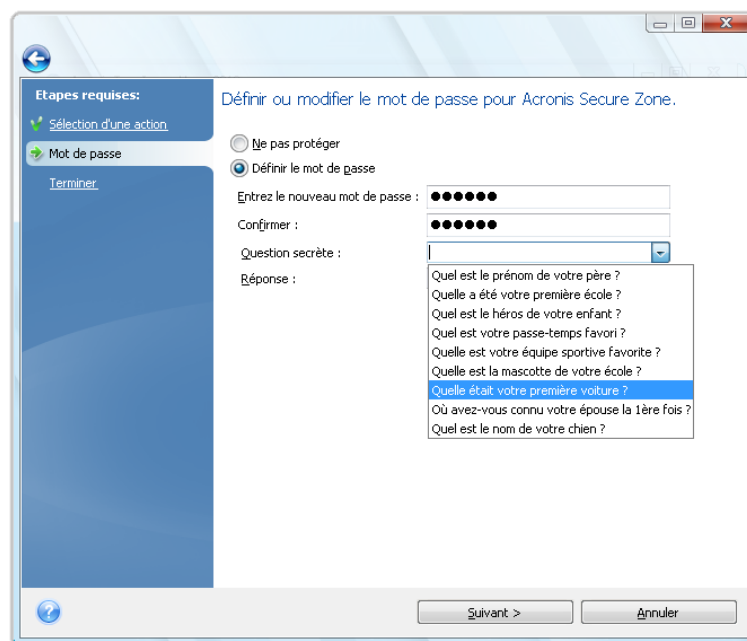 Etapes requises:
Sélection d'une action
Mot de passe
Terminer
Définir ou modifier le mot de passe pour Acronis Secure Zone.
Ne pas protéger
Définir le mot de passe
Entrez le nouveau mot de passe : ●●●●●●
Confirmer : ●●●●●●
Question secrète :
Réponse :
Quel est le prénom de votre père ?
Quelle a été votre première école ?
Quel est le héros de votre enfant ?
Quel est votre passe-temps favori ?
Quelle est votre équipe sportive favorite ?
Quelle est la mascotte de votre école ?
Quelle était votre première voiture ?
Où avez-vous connu votre épouse la 1ère fois ?
Quel est le nom de votre chien ?
Suivant >
Annuler